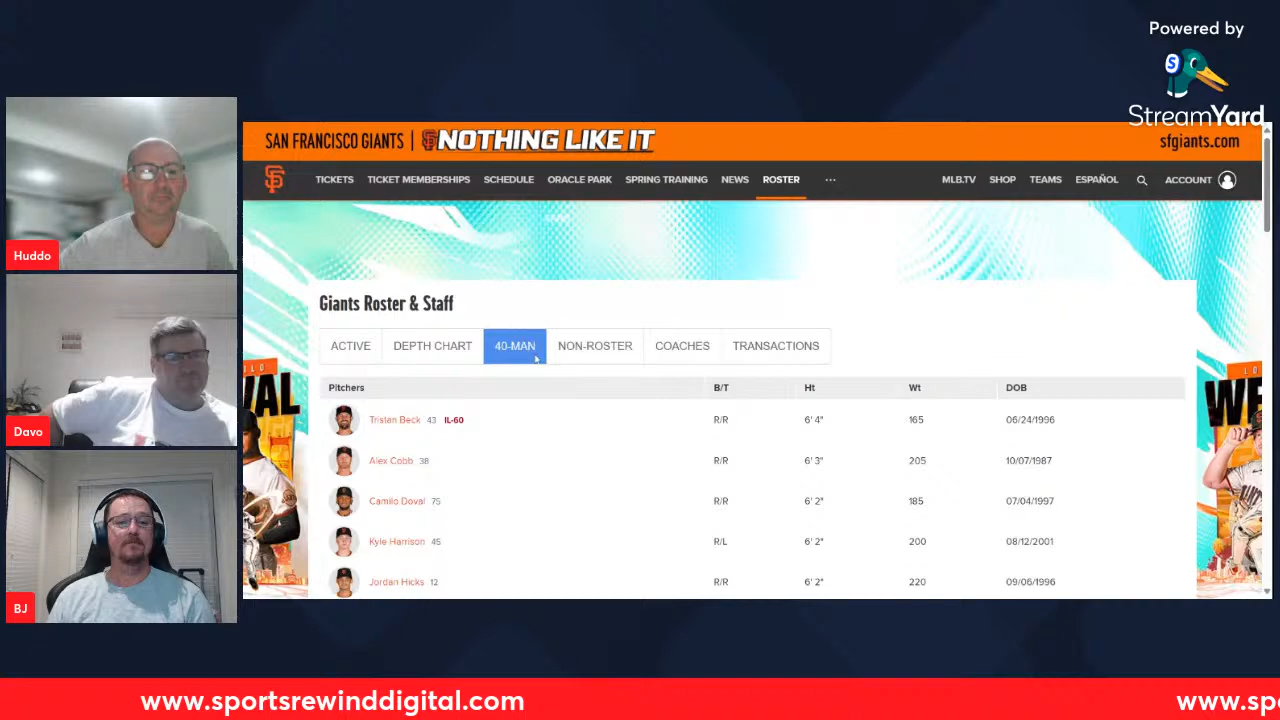 Powered by
S
StreamYard
SAN FRANCISCO GIANTS | SF NOTHING LIKE IT
sfgiants.com
SF TICKETS TICKET MEMBERSHIPS SCHEDULE ORACLE PARK SPRING TRAINING NEWS ROSTER ... MLB.TV SHOP TEAMS ESPAÑOL ACCOUNT
Giants Roster & Staff
ACTIVE DEPTH CHART 40-MAN NON-ROSTER COACHES TRANSACTIONS
Pitchers B/T Ht Wt DOB
Tristan Beck 43 IL-60 R/R 6' 4" 165 06/24/1996
Alex Cobb 38 R/R 6' 3" 205 10/07/1987
Camilo Doval 75 R/R 6' 2" 185 07/04/1997
Kyle Harrison 45 R/L 6' 2" 200 08/12/2001
Jordan Hicks 12 R/R 6' 2" 220 09/06/1996
Huddo
Davo
BJ
www.sportsrewinddigital.com www.spo